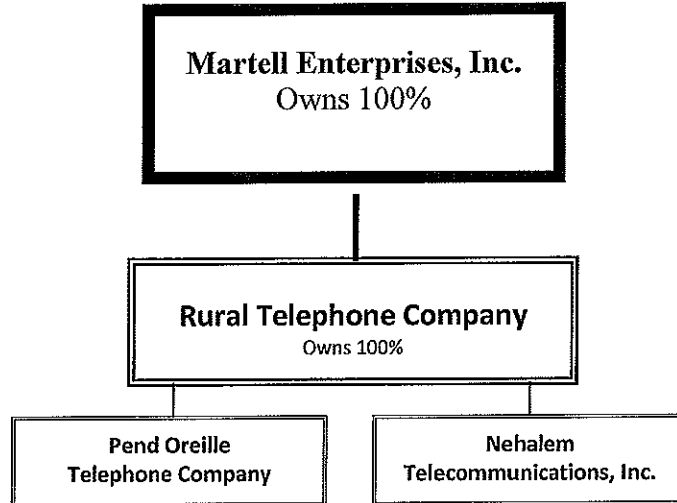 Martell Enterprises, Inc.
Owns 100%
Rural Telephone Company
Owns 100%
Pend Oreille
Telephone Company
Nehalem
Telecommunications, Inc.